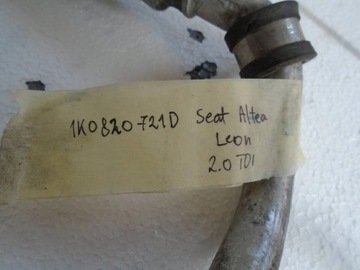 1K0820721D Seat Altea
Leon
2.0 TDI